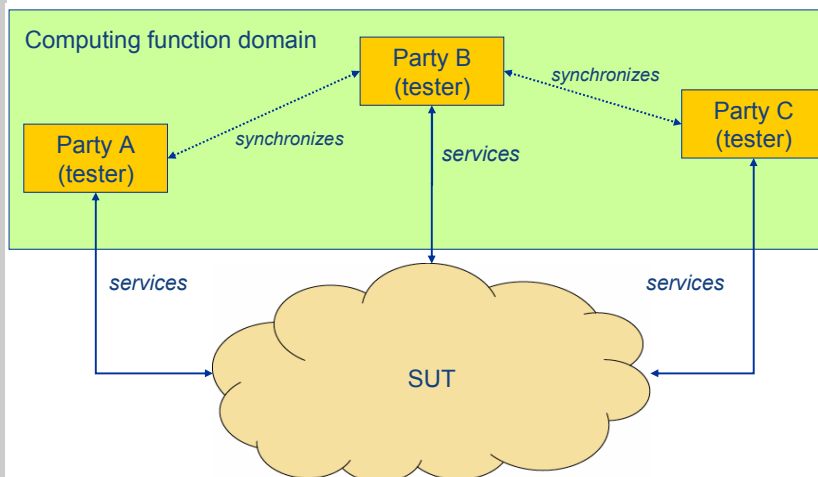 Computing function domain
Party B
(tester)
synchronizes
Party C
(tester)
Party A
(tester)
synchronizes
services
services
services
SUT